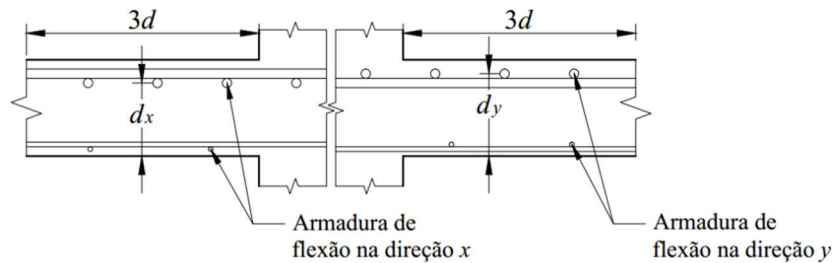 3d
3d
dx
dy
Armadura de
flexão na direção x
Armadura de
flexão na direção y